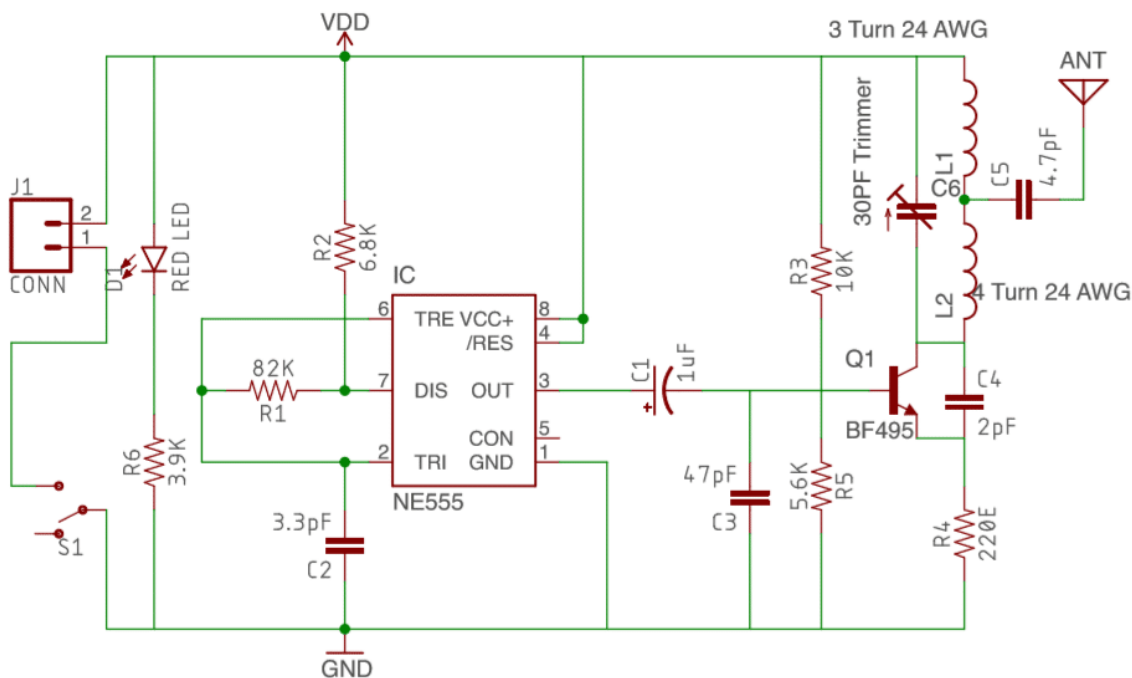 VDD
3 Turn 24 AWG
ANT
J1
2
1
CONN
D1
RED LED
R2
6.8K
30PF Trimmer
L1
C6
C5
4.7pF
R3
10K
IC
6
TRE
VCC+
8
/RES
4
82K
R1
7
DIS
OUT
3
C1
1uF
+
L2
4 Turn 24 AWG
Q1
BF495
C4
2pF
CON
5
2
TRI
GND
1
NE555
R6
3.9K
3.3pF
C2
47pF
C3
5.6K
R5
R4
220E
S1
GND